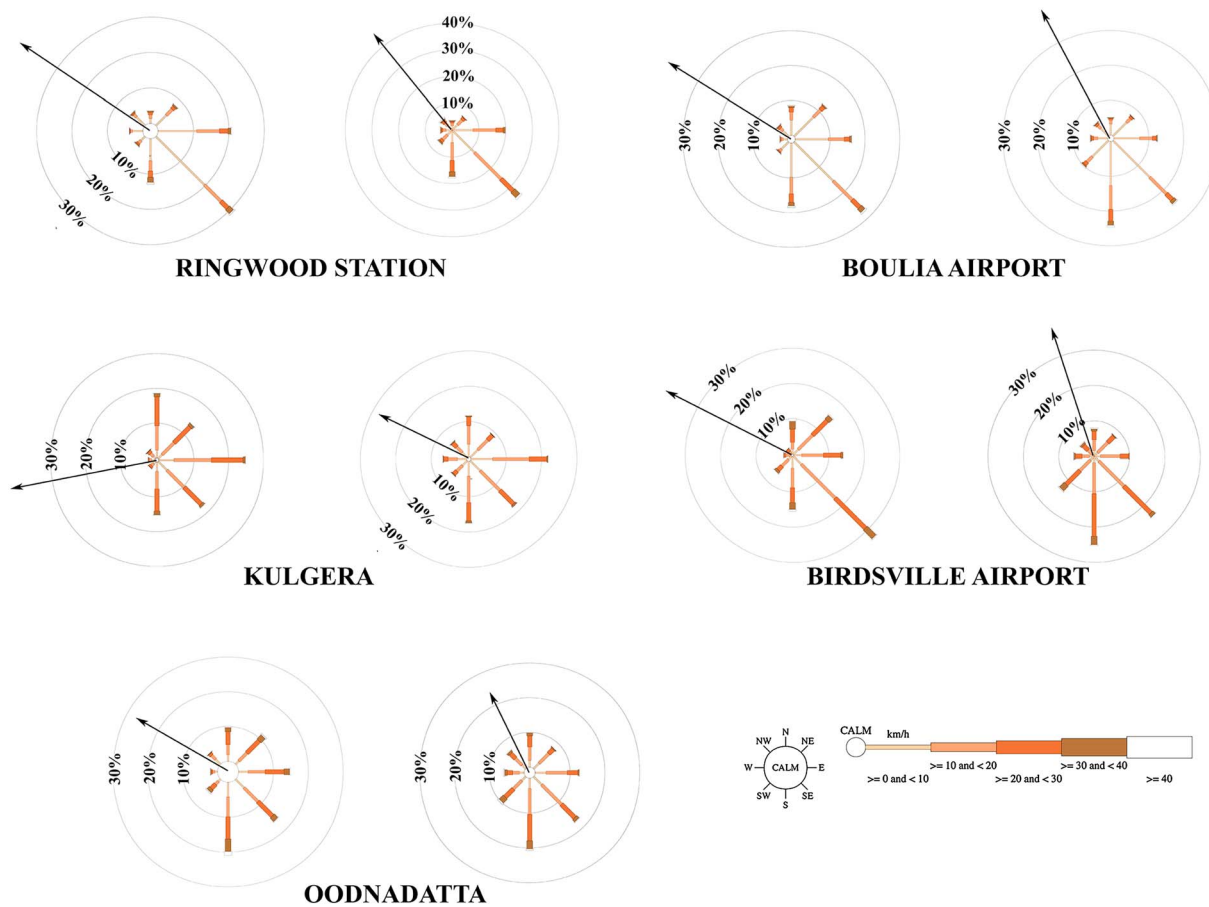 40%
30%
20%
10%
10%
20%
30%
RINGWOOD STATION
30%
20%
10%
30%
20%
10%
BOULIA AIRPORT
30%
20%
10%
10%
20%
30%
KULGERA
30%
20%
10%
30%
20%
10%
BIRDSVILLE AIRPORT
30%
20%
10%
30%
20%
10%
OODNADATTA
N
NW NE
W CALM E
SW SE
S
CALM
km/h
>= 10 and < 20 >= 30 and < 40
>= 0 and < 10 >= 20 and < 30 >= 40